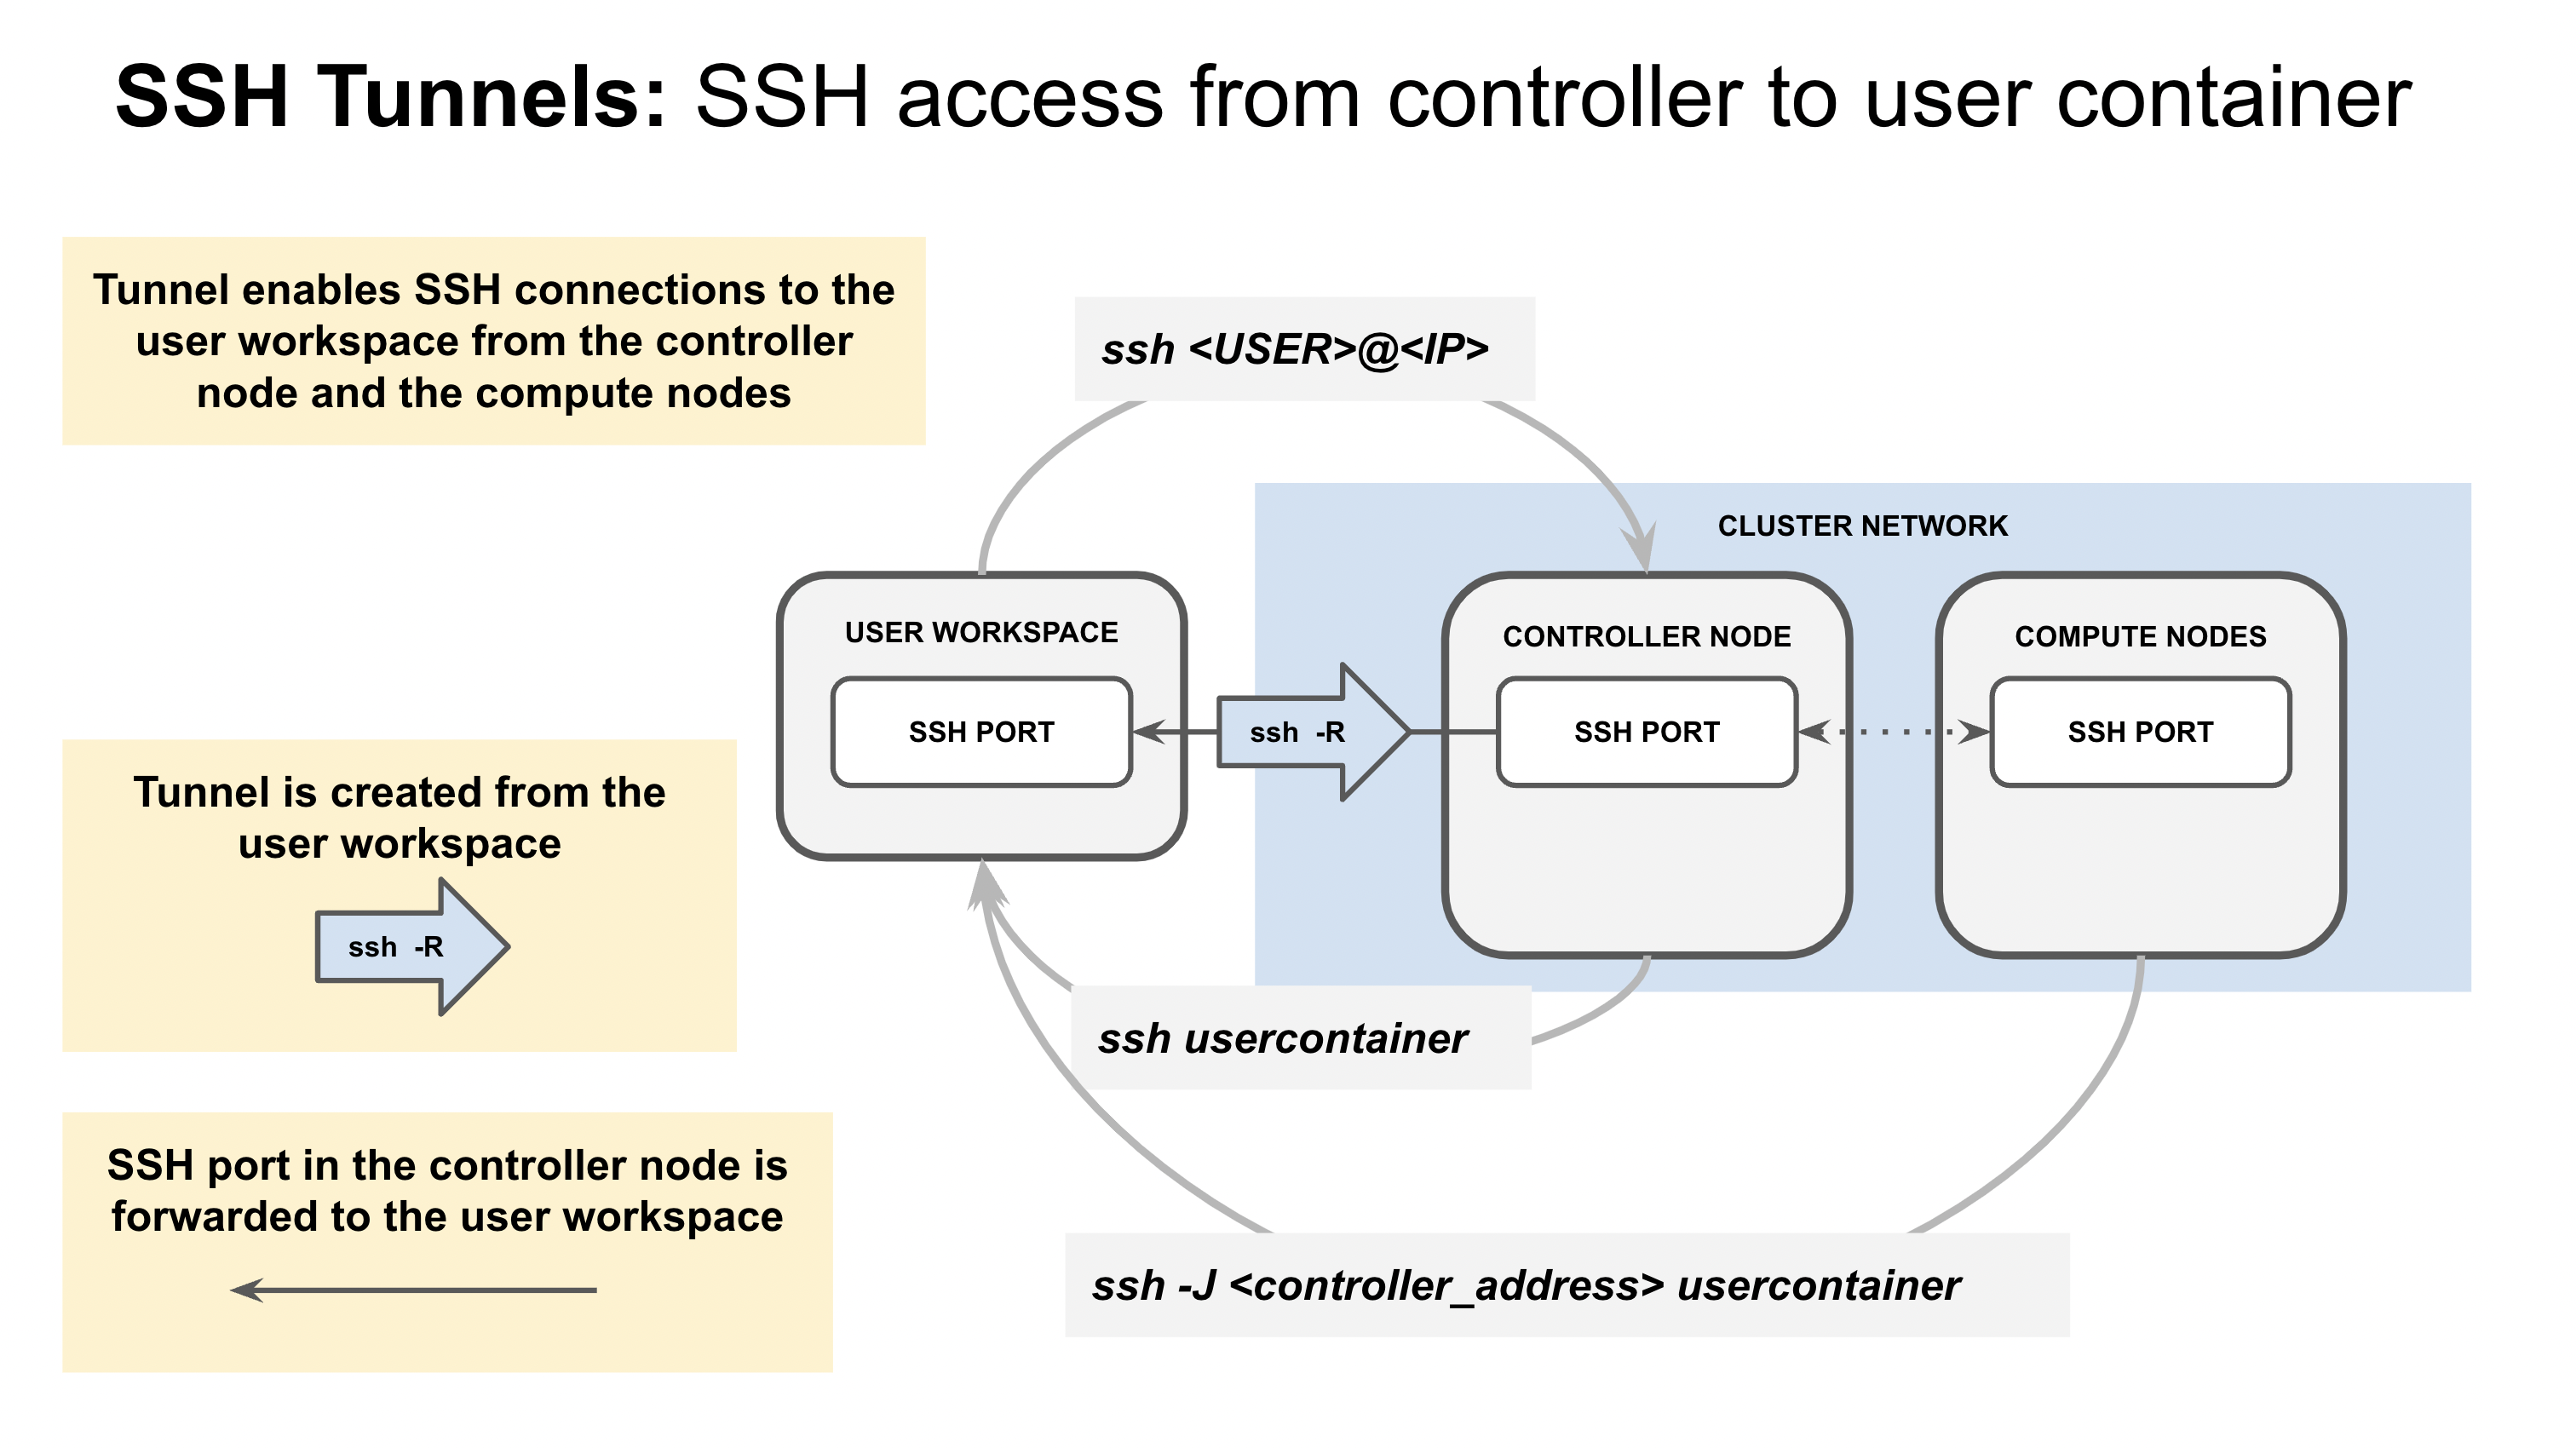 SSH Tunnels: SSH access from controller to user container
Tunnel enables SSH connections to the
user workspace from the controller
node and the compute nodes
ssh <USER>@<IP>
CLUSTER NETWORK
USER WORKSPACE
CONTROLLER NODE
COMPUTE NODES
SSH PORT
ssh -R
SSH PORT
SSH PORT
Tunnel is created from the
user workspace
ssh -R
ssh usercontainer
SSH port in the controller node is
forwarded to the user workspace
ssh -J <controller_address> usercontainer